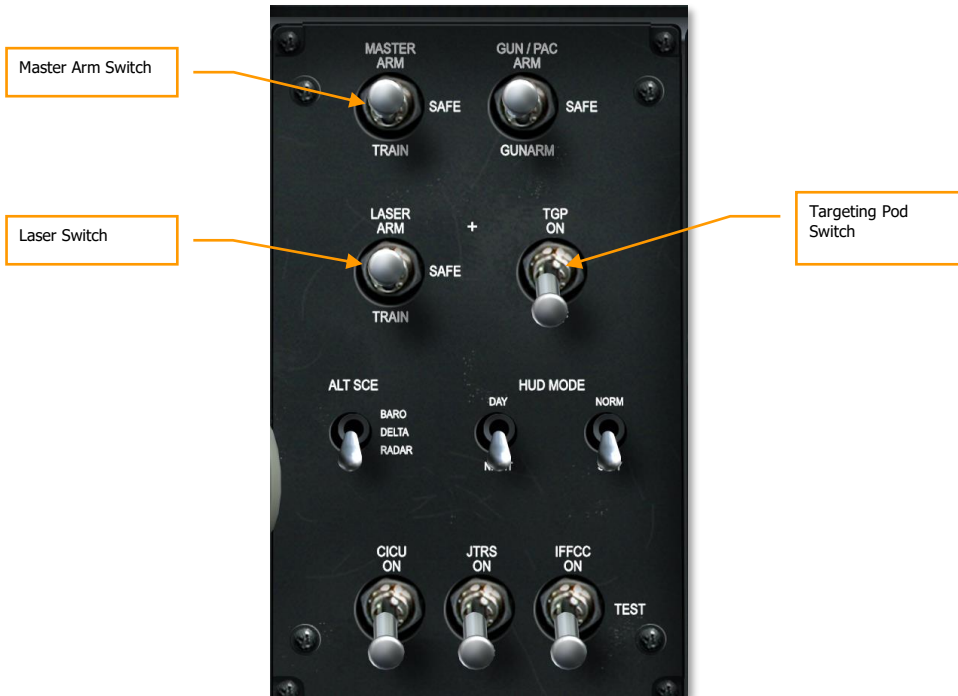 Master Arm Switch
MASTER
ARM
SAFE
TRAIN
GUN / PAC
ARM
SAFE
GUNARM
Laser Switch
LASER
ARM
SAFE
TRAIN
+
TGP
ON
Targeting Pod
Switch
ALT SCE
BARO
DELTA
RADAR
HUD MODE
DAY
NORM
CICU
ON
JTRS
ON
IFFCC
ON
TEST